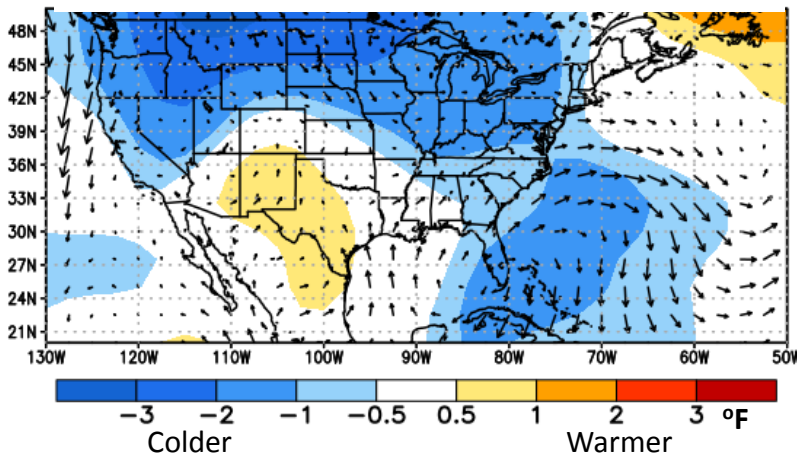 48N
45N
42N
39N
36N
33N
30N
27N
24N
21N
130W 120W 110W 100W 90W 80W 70W 60W 50W
−3 −2 −1 −0.5 0.5 1 2 3 ºF
Colder Warmer